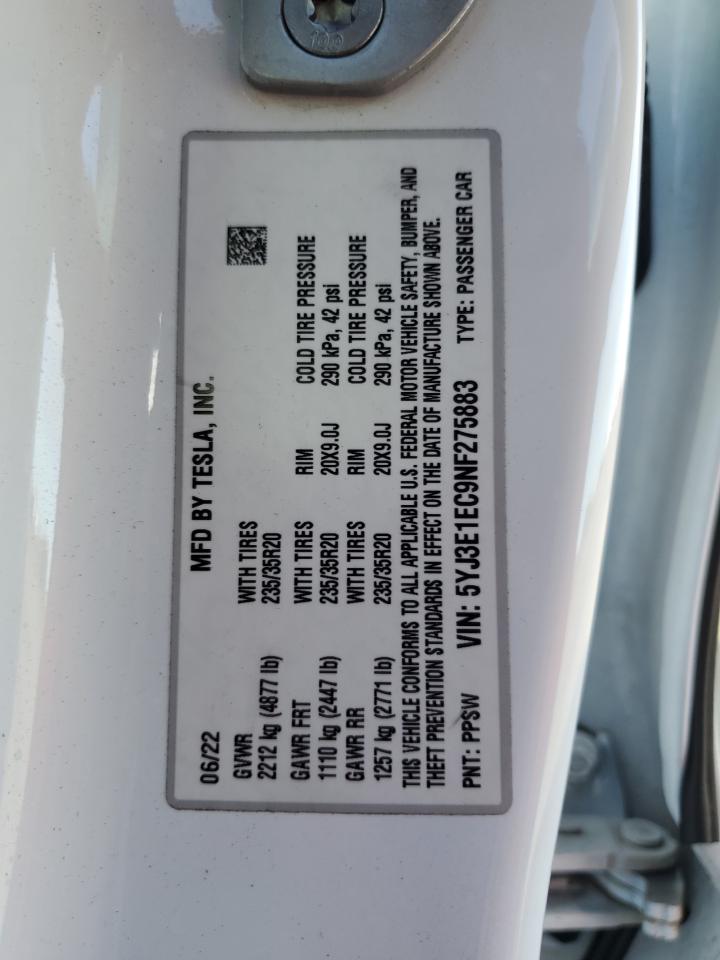 100
MFD BY TESLA, INC.
06/22
GVWR WITH TIRES
2212 kg (4877 lb) 235/35R20
GAWR FRT WITH TIRES RIM COLD TIRE PRESSURE
1110 kg (2447 lb) 235/35R20 20X9.0J 290 kPa, 42 psi
GAWR RR WITH TIRES RIM COLD TIRE PRESSURE
1257 kg (2771 lb) 235/35R20 20X9.0J 290 kPa, 42 psi
THIS VEHICLE CONFORMS TO ALL APPLICABLE U.S. FEDERAL MOTOR VEHICLE SAFETY, BUMPER, AND
THEFT PREVENTION STANDARDS IN EFFECT ON THE DATE OF MANUFACTURE SHOWN ABOVE.
PNT: PPSW VIN: 5YJ3E1EC9NF275883 TYPE: PASSENGER CAR